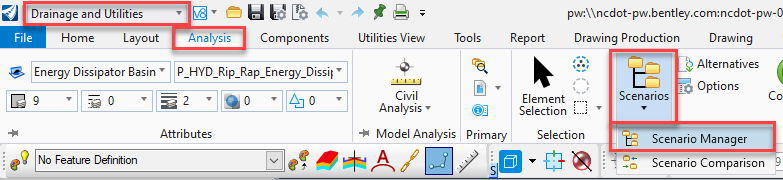 Drainage and Utilities
V8
pw:\\ncdot-pw.bentley.com:ncdot-pw-0
File Home Layout Analysis Components Utilities View Tools Report Drawing Production Drawing
Energy Dissipator Basin P_HYD_Rip_Rap_Energy_Dissip
9 0 2 0 0
Attributes
Civil
Analysis
Model Analysis
Primary
Element
Selection
Selection
Scenarios
Alternatives
Options
Co
Scenario Manager
Scenario Comparison
No Feature Definition
S